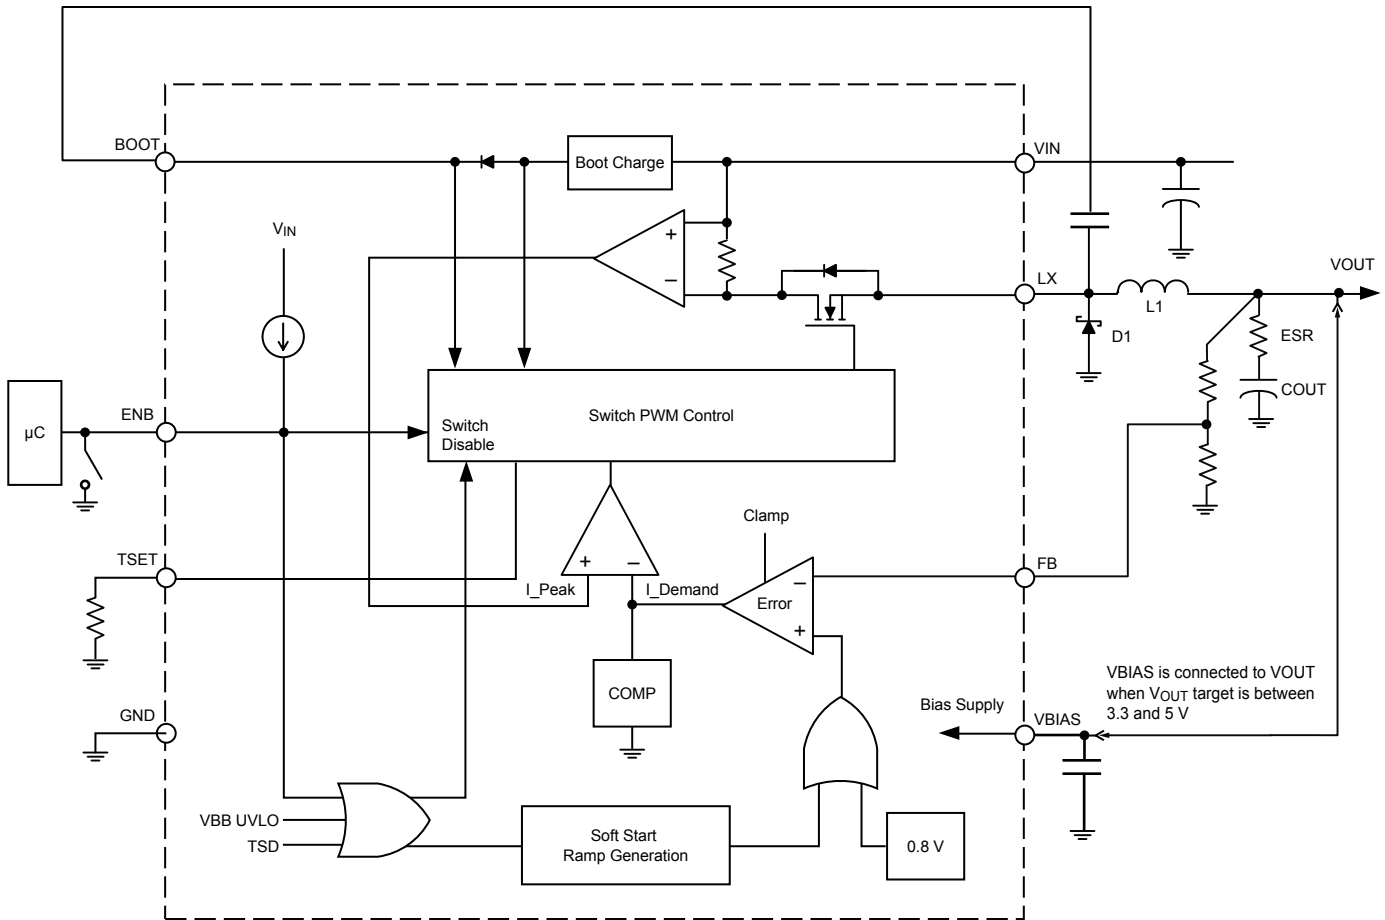 BOOT
Boot Charge
VIN
VIN
+
−
LX
VOUT
L1
D1
ESR
COUT
µC
ENB
Switch
Disable
Switch PWM Control
Clamp
TSET
+
−
I_Peak
I_Demand
−
Error
+
FB
COMP
GND
Bias Supply
VBIAS
VBIAS is connected to VOUT
when VOUT target is between
3.3 and 5 V
VBB UVLO
TSD
Soft Start
Ramp Generation
0.8 V